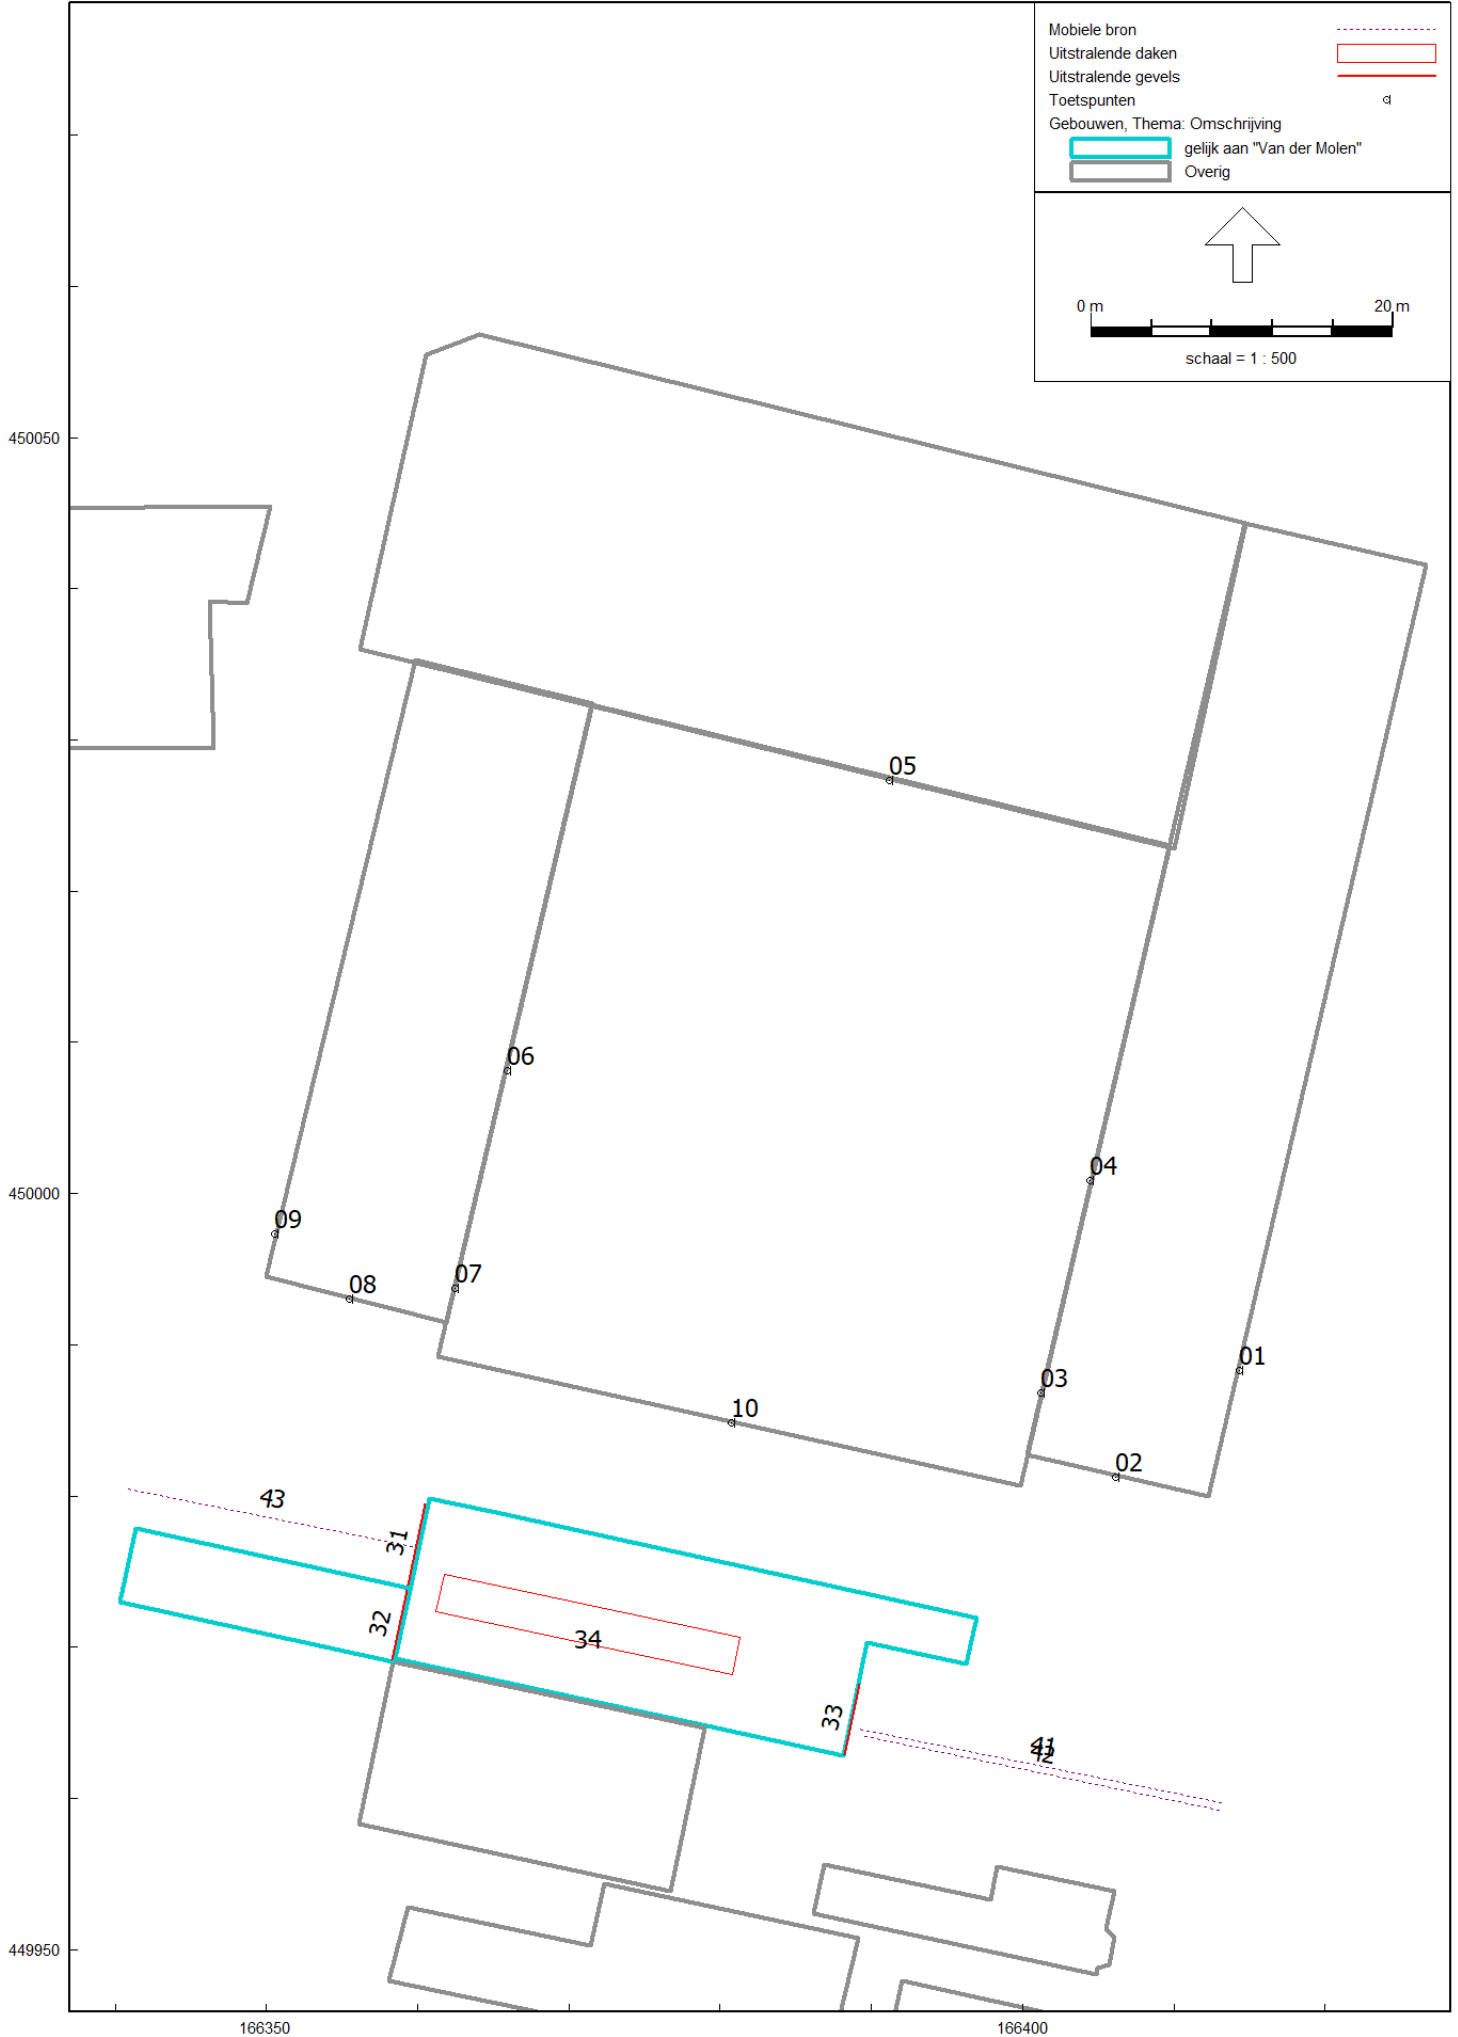 Mobiele bron
Uitstralende daken
Uitstralende gevels
Toetspunten
Gebouwen, Thema: Omschrijving
gelijk aan "Van der Molen"
Overig
0 m 20 m
schaal = 1 : 500
450050
05
06
04
450000
09
07
08
01
03
10
02
43
31
32
34
33
41
42
449950
166350 166400